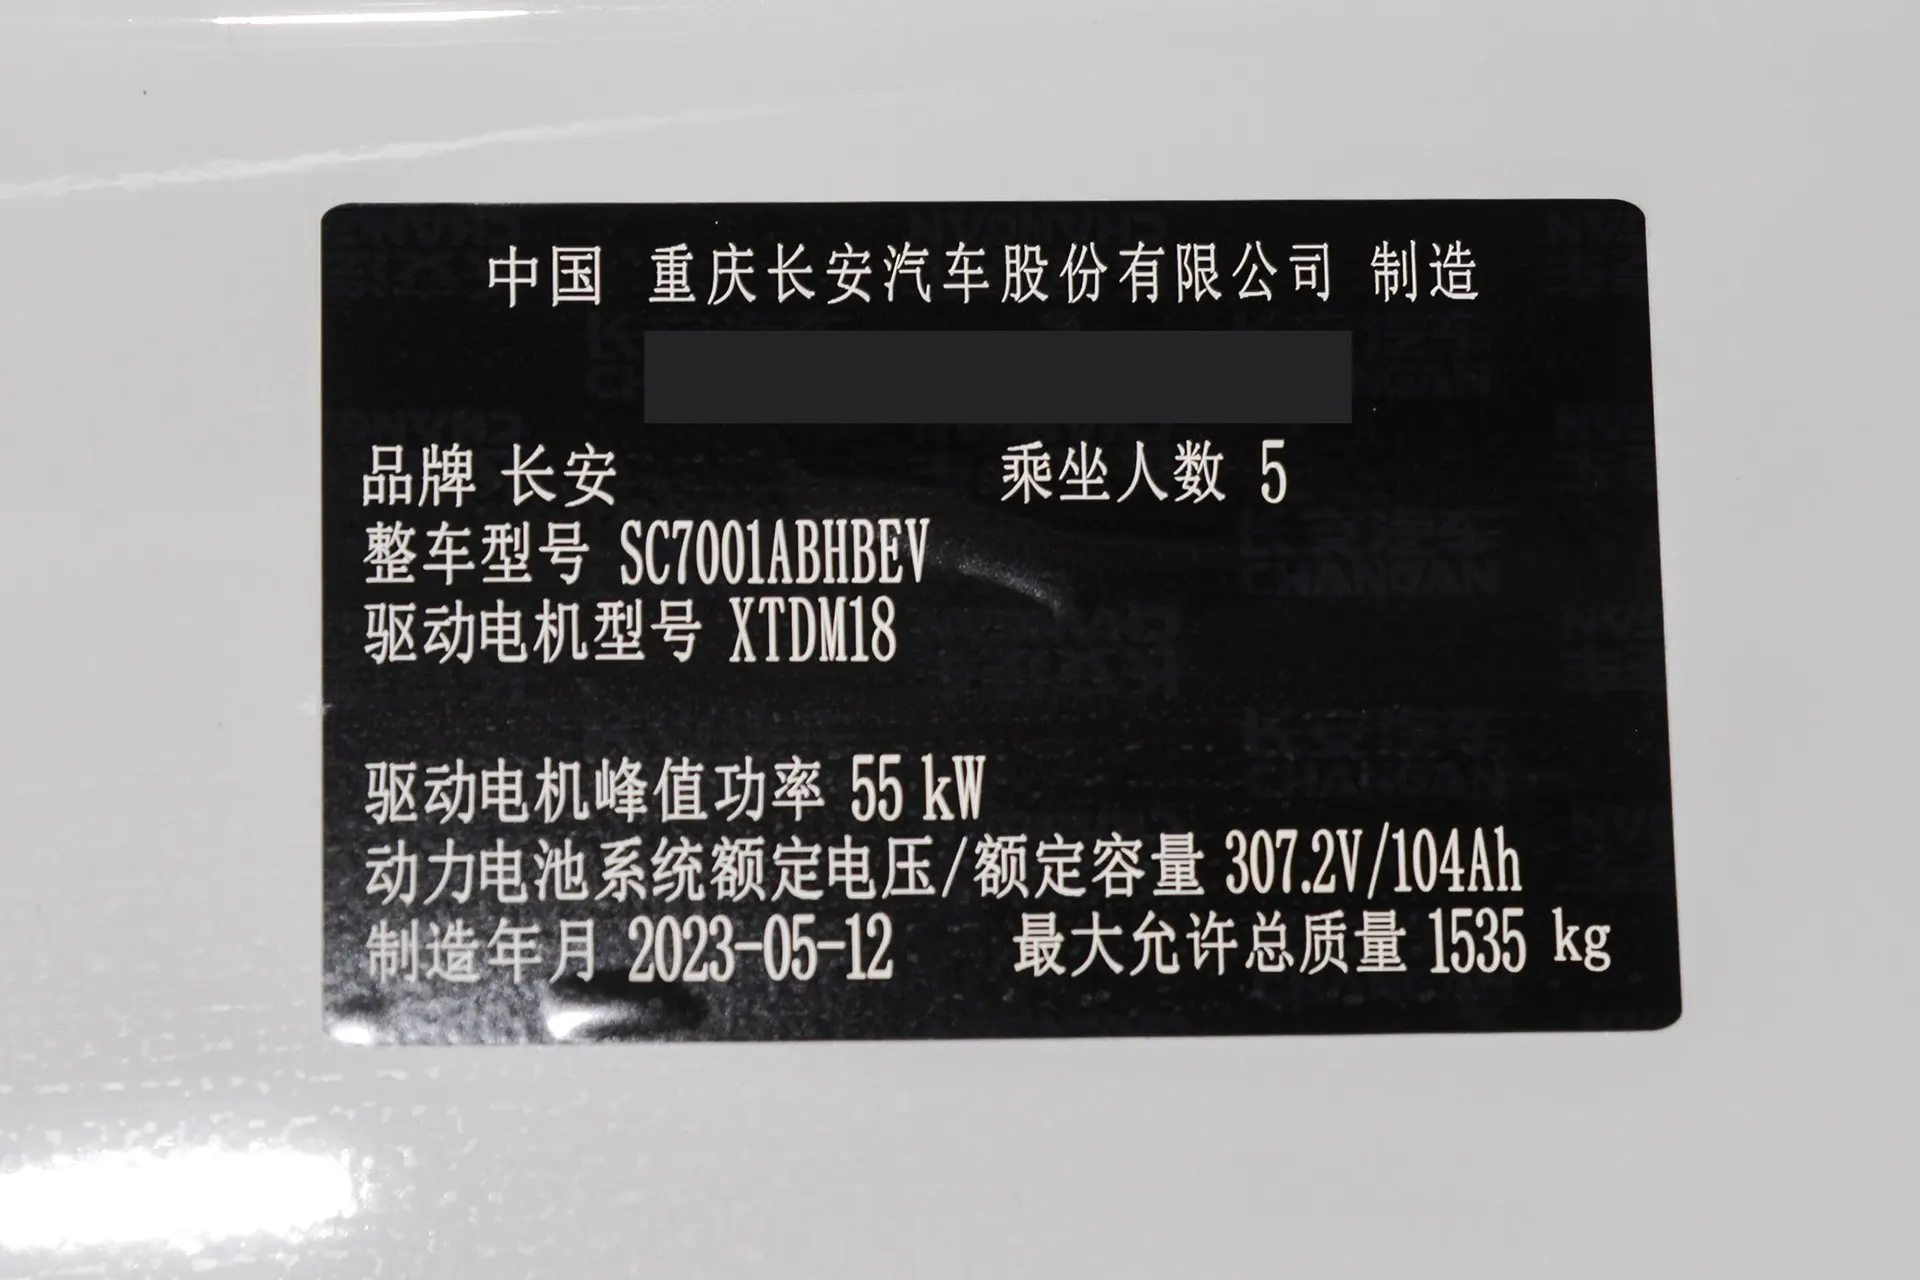 中国 重庆长安汽车股份有限公司 制造
品牌 长安 乘坐人数 5
整车型号 SC7001ABHBEV
驱动电机型号 XTDM18
驱动电机峰值功率 55 kW
动力电池系统额定电压/额定容量 307.2V/104Ah
制造年月 2023-05-12 最大允许总质量 1535 kg